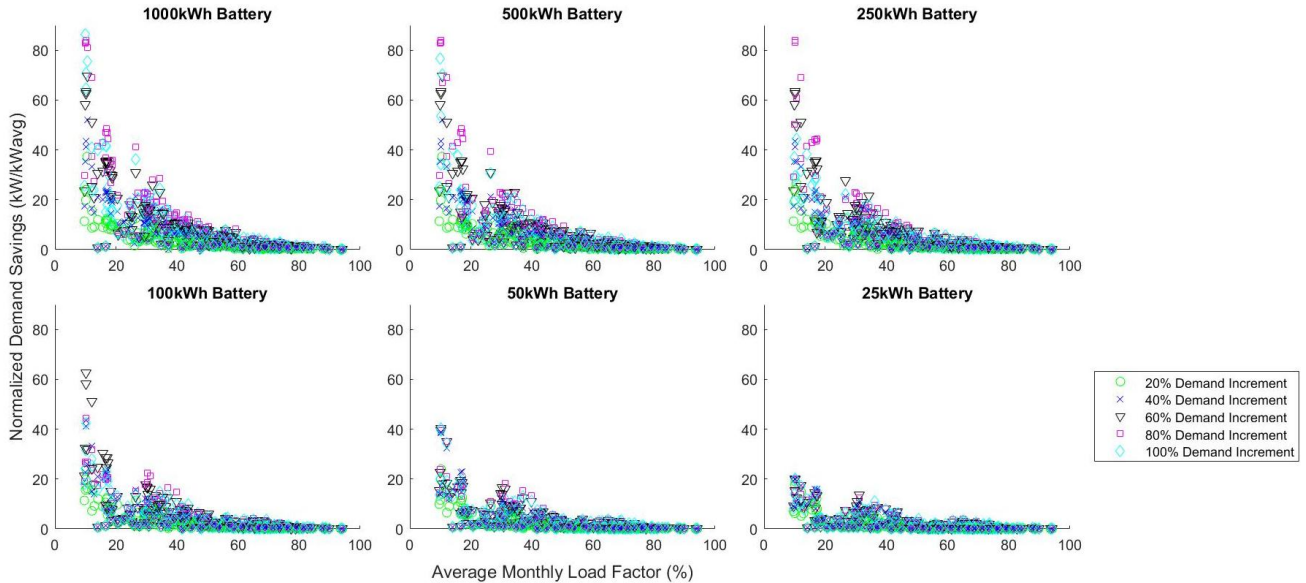 1000kWh Battery
500kWh Battery
250kWh Battery
80
60
40
20
0
0 20 40 60 80 100
80
60
40
20
0
0 20 40 60 80 100
80
60
40
20
0
0 20 40 60 80 100
Normalized Demand Savings (kW/kWavg)
100kWh Battery
50kWh Battery
25kWh Battery
80
60
40
20
0
0 20 40 60 80 100
80
60
40
20
0
0 20 40 60 80 100
80
60
40
20
0
0 20 40 60 80 100
20% Demand Increment
40% Demand Increment
60% Demand Increment
80% Demand Increment
100% Demand Increment
Average Monthly Load Factor (%)